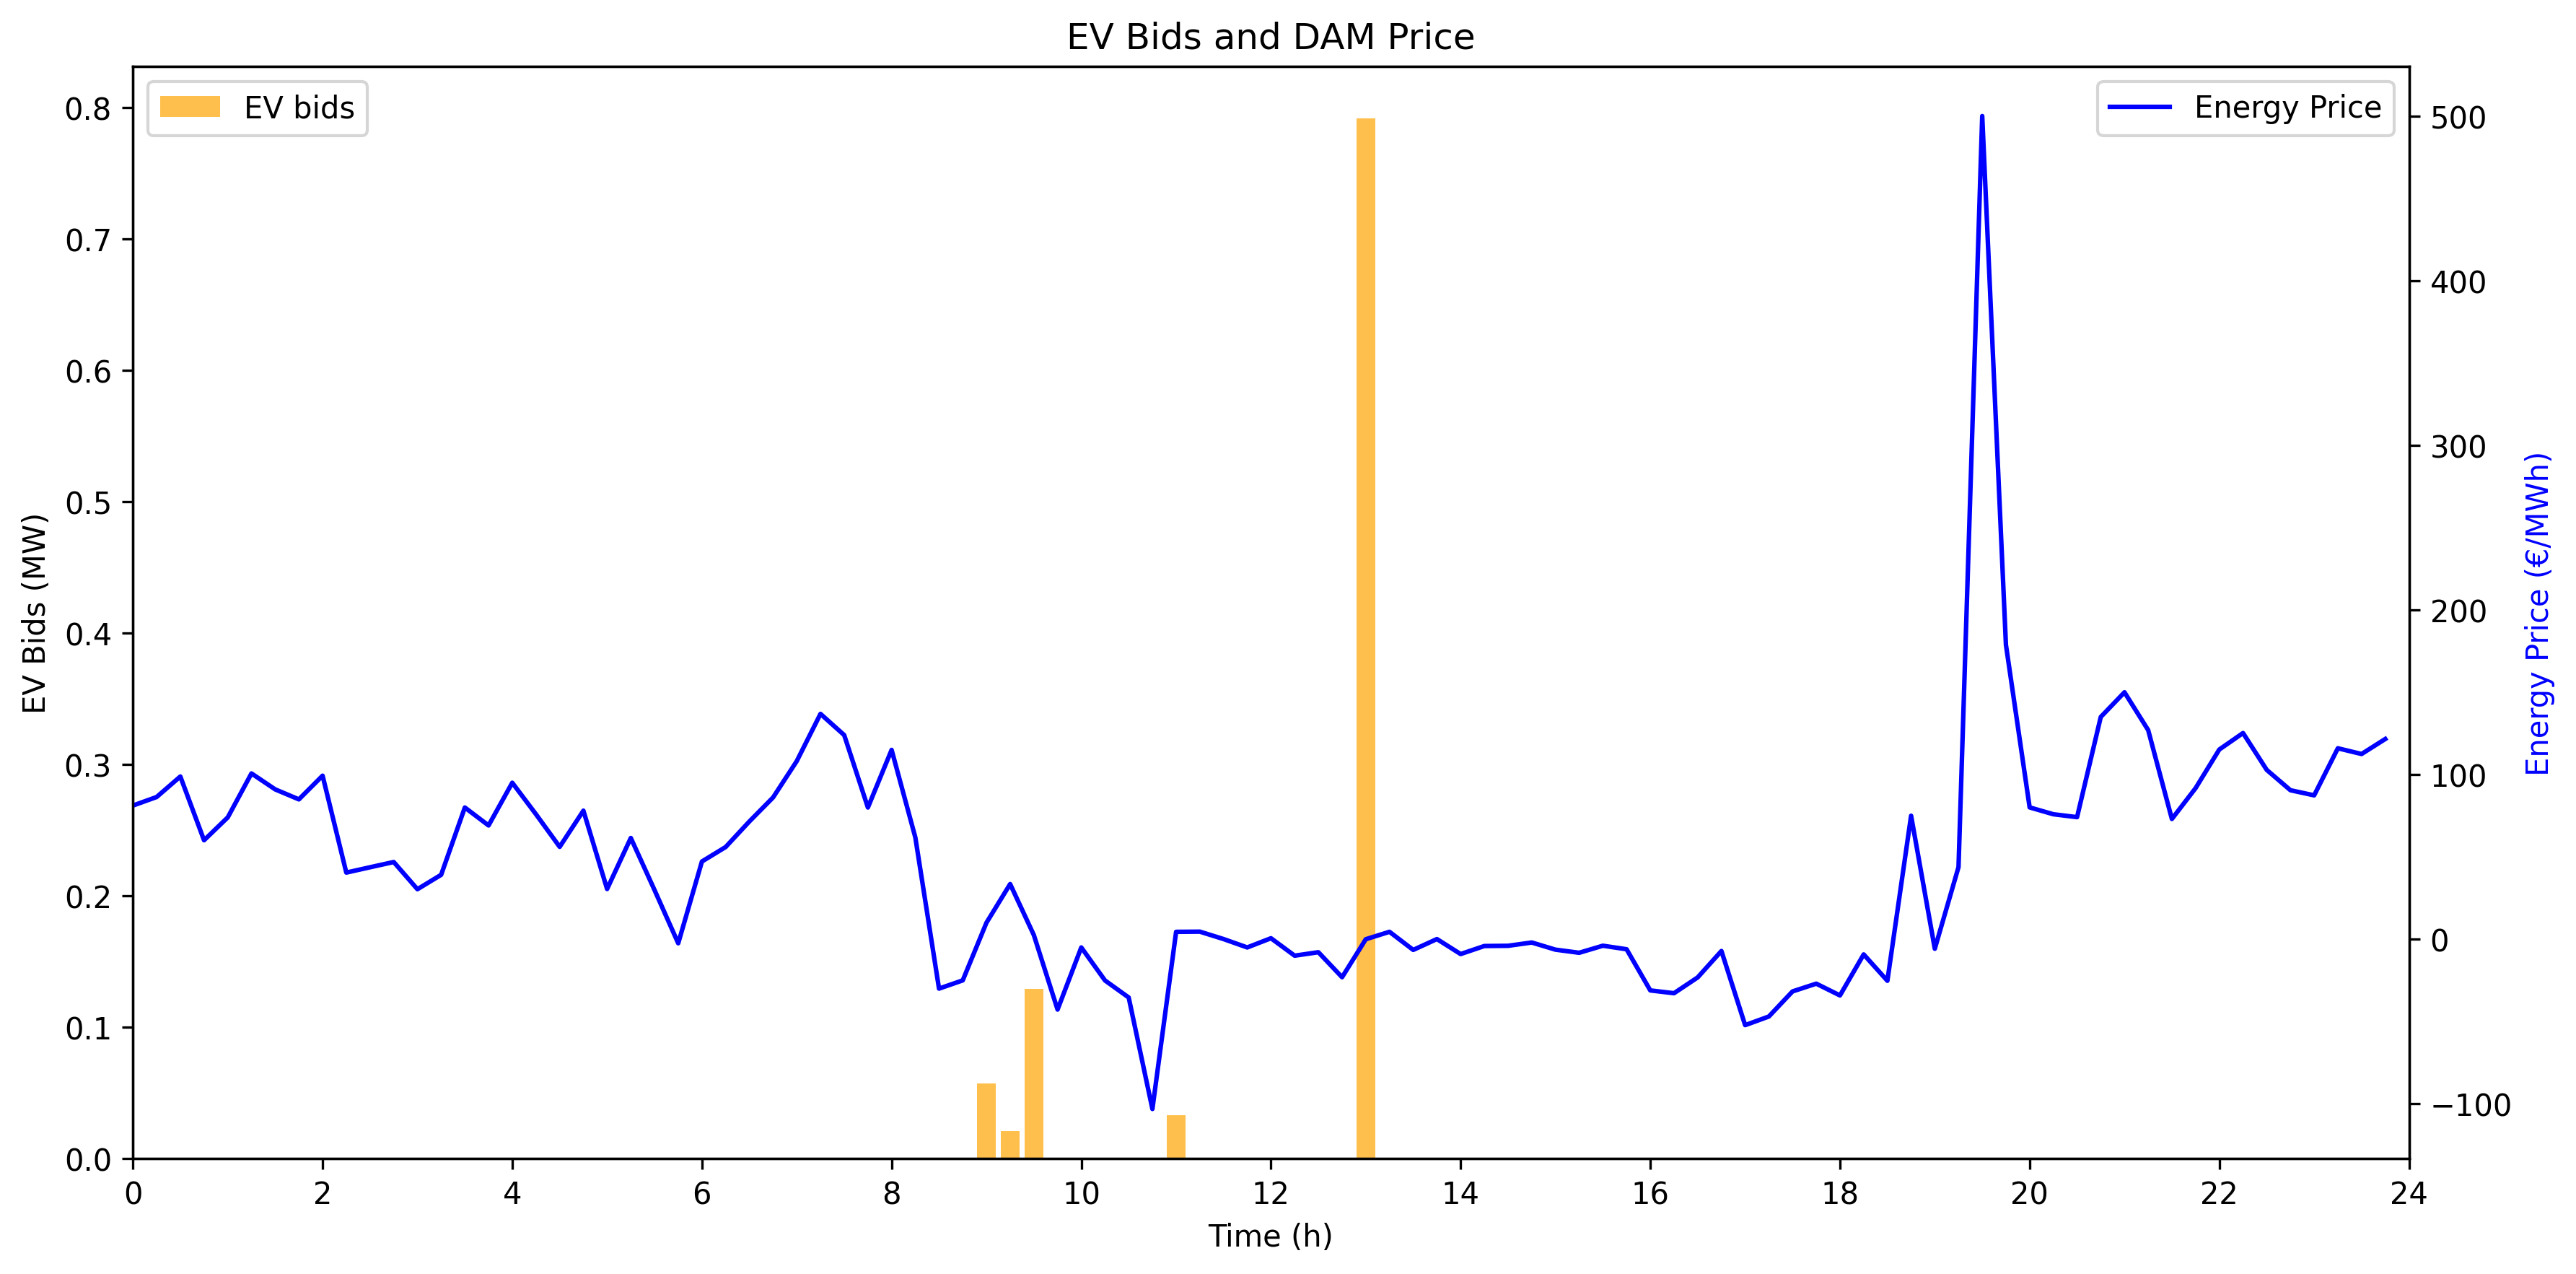 EV Bids and DAM Price
EV bids
Energy Price
EV Bids (MW)
0.8
0.7
0.6
0.5
0.4
0.3
0.2
0.1
0.0
500
400
300
200
100
0
−100
Energy Price (€/MWh)
0 2 4 6 8 10 12 14 16 18 20 22 24
Time (h)